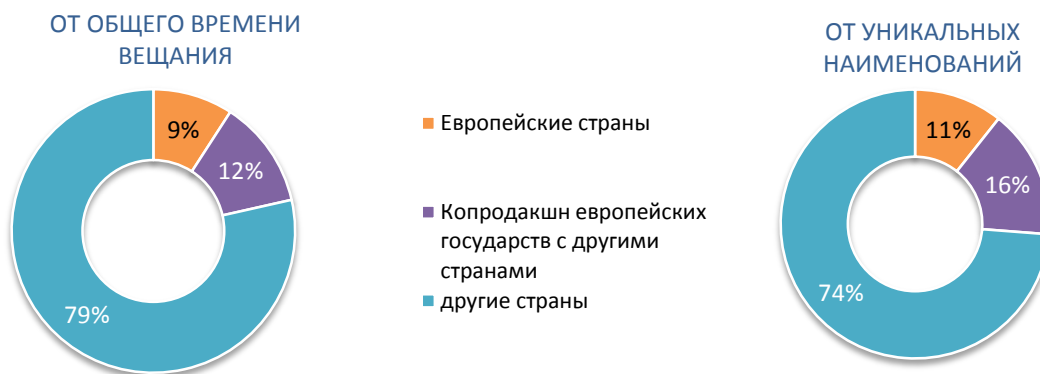 ОТ ОБЩЕГО ВРЕМЕНИ
ВЕЩАНИЯ
9%
12%
79%
Европейские страны
Копродакшн европейских
государств с другими
странами
другие страны
ОТ УНИКАЛЬНЫХ
НАИМЕНОВАНИЙ
11%
16%
74%